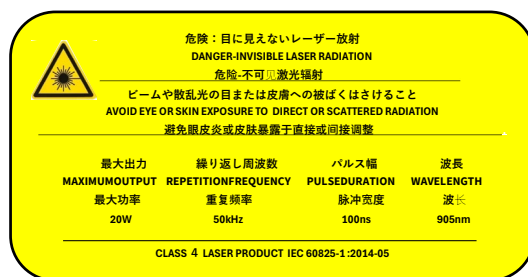 危険：目に見えないレーザー放射
DANGER-INVISIBLE LASER RADIATION
危险-不可见激光辐射
ビームや散乱光の目または皮膚への被ばくはさけること
AVOID EYE OR SKIN EXPOSURE TO DIRECT OR SCATTERED RADIATION
避免眼皮炎或皮肤暴露于直接或间接调整
最大出力 繰り返し周波数 パルス幅 波長
MAXIMUMOUTPUT REPETITIONFREQUENCY PULSEDURATION WAVELENGTH
最大功率 重复频率 脉冲宽度 波长
20W 50kHz 100ns 905nm
CLASS 4 LASER PRODUCT IEC 60825-1:2014-05